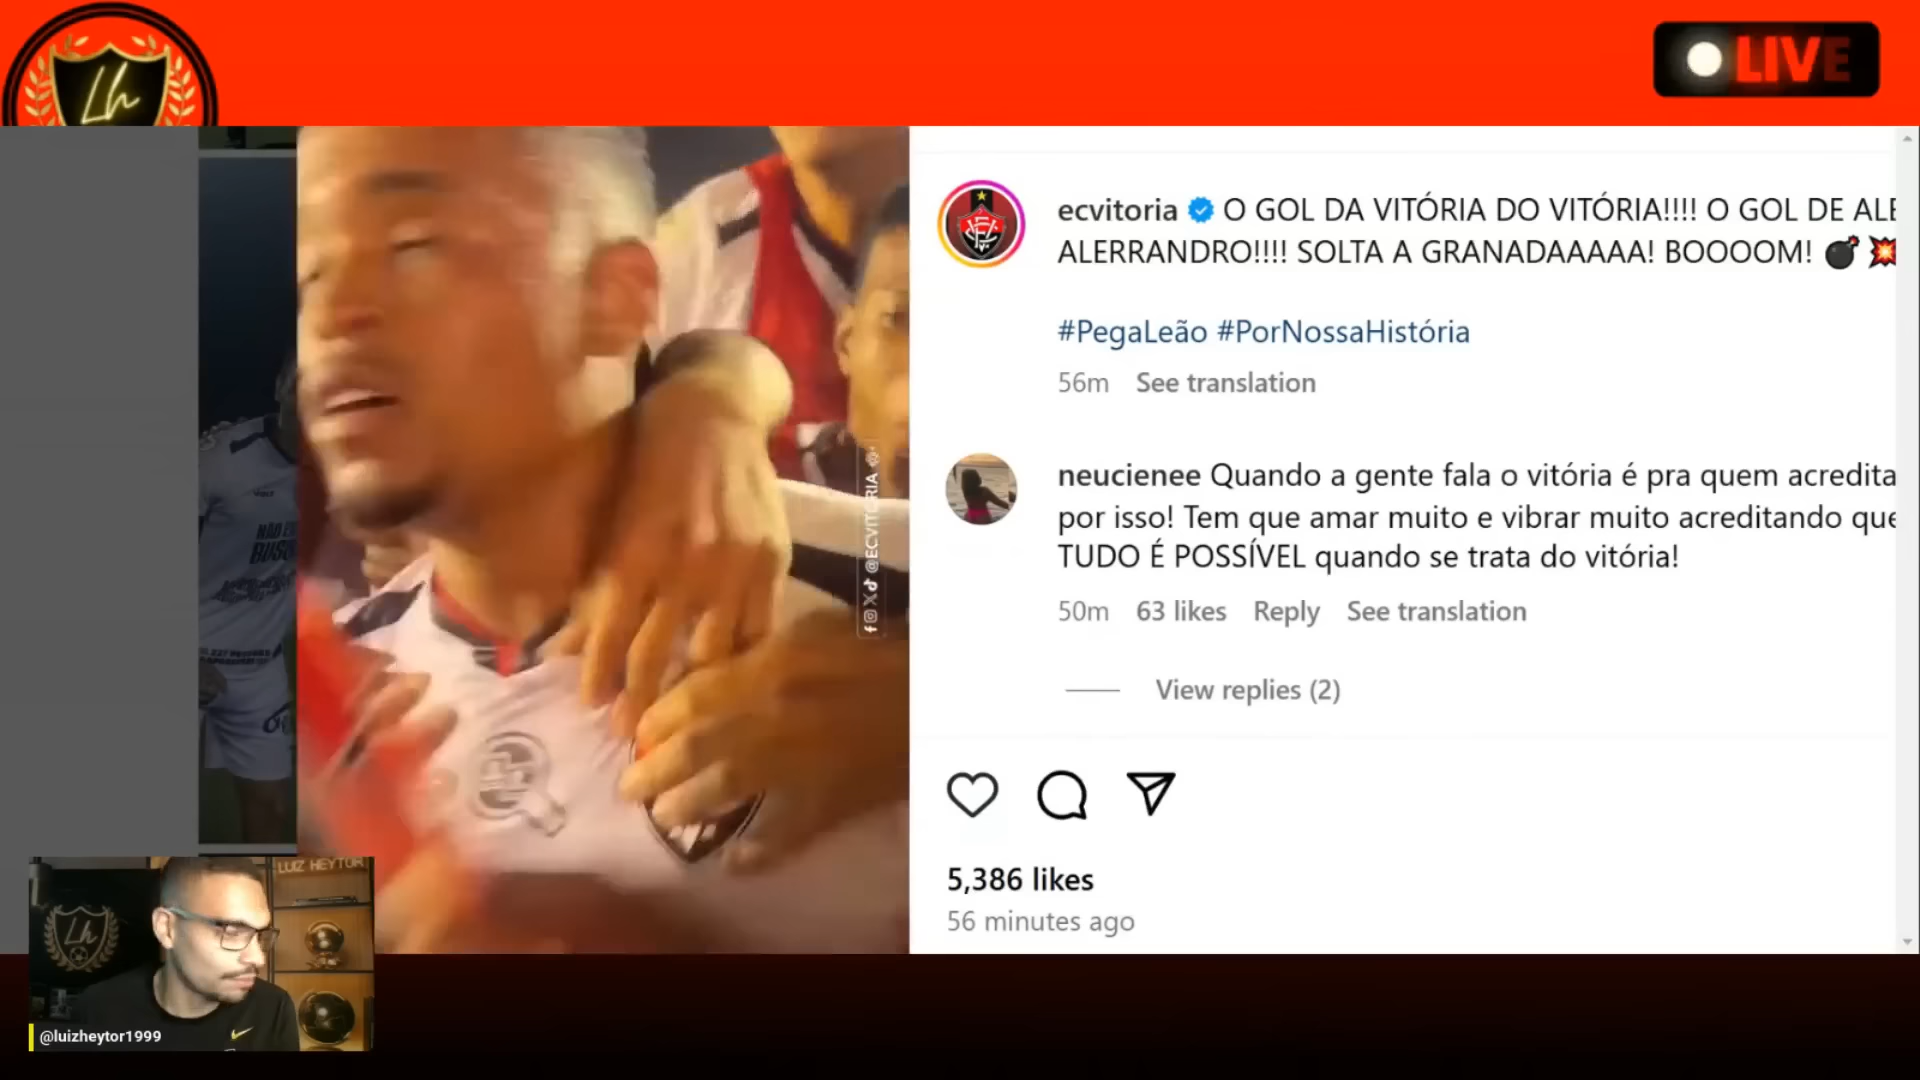 Lh
LIVE
ecvitoria O GOL DA VITÓRIA DO VITÓRIA!!!! O GOL DE ALE
ALERRANDRO!!!! SOLTA A GRANADAAAAA! BOOOOM!
#PegaLeão #PorNossaHistória
56m See translation
neucienee Quando a gente fala o vitória é pra quem acredita
por isso! Tem que amar muito e vibrar muito acreditando que
TUDO É POSSÍVEL quando se trata do vitória!
50m 63 likes Reply See translation
View replies (2)
5,386 likes
56 minutes ago
@ECVITORIA
LUIZ HEYTOR
Lh
@luizheytor1999